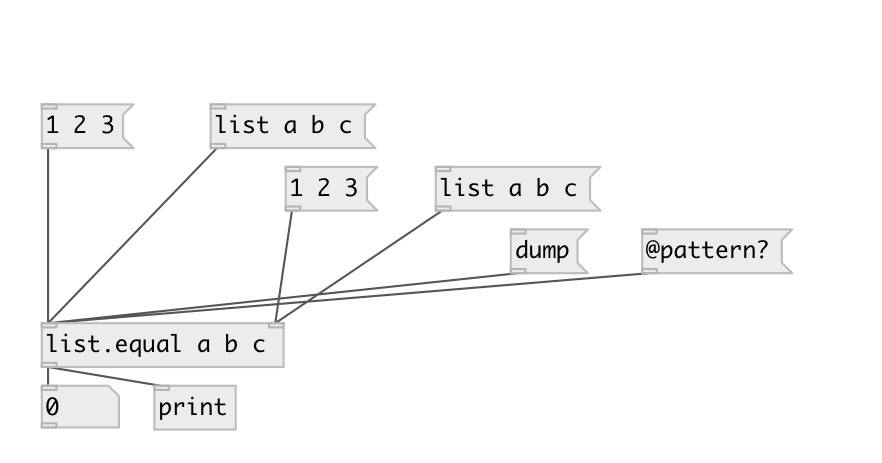 1 2 3
list a b c
1 2 3
list a b c
dump
@pattern?
list.equal a b c
0
print